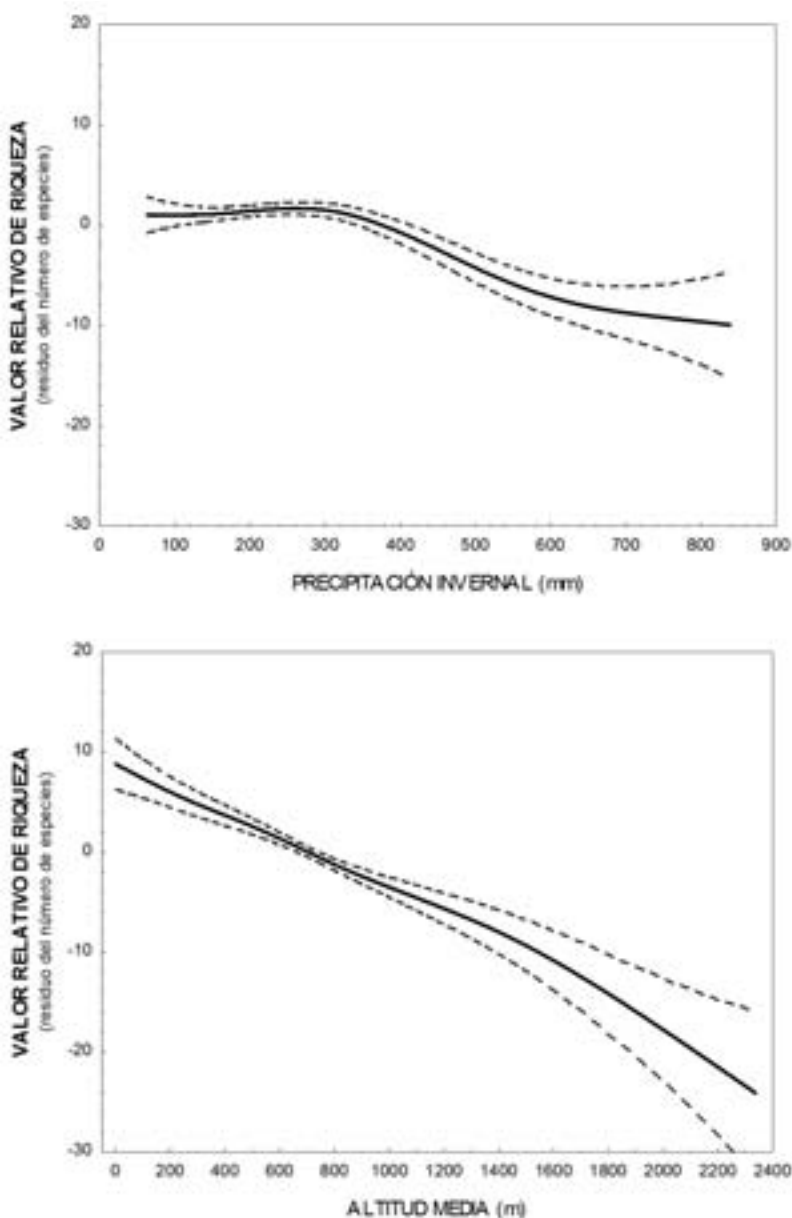 VALOR RELATIVO DE RIQUEZA
(residuo del número de especies)
20
10
0
-10
-20
-30
0 100 200 300 400 500 600 700 800 900
PRECIPITACIÓN INVERNAL (mm)
VALOR RELATIVO DE RIQUEZA
(residuo del número de especies)
20
10
0
-10
-20
-30
0 200 400 600 800 1000 1200 1400 1600 1800 2000 2200 2400
ALTITUD MEDIA (m)